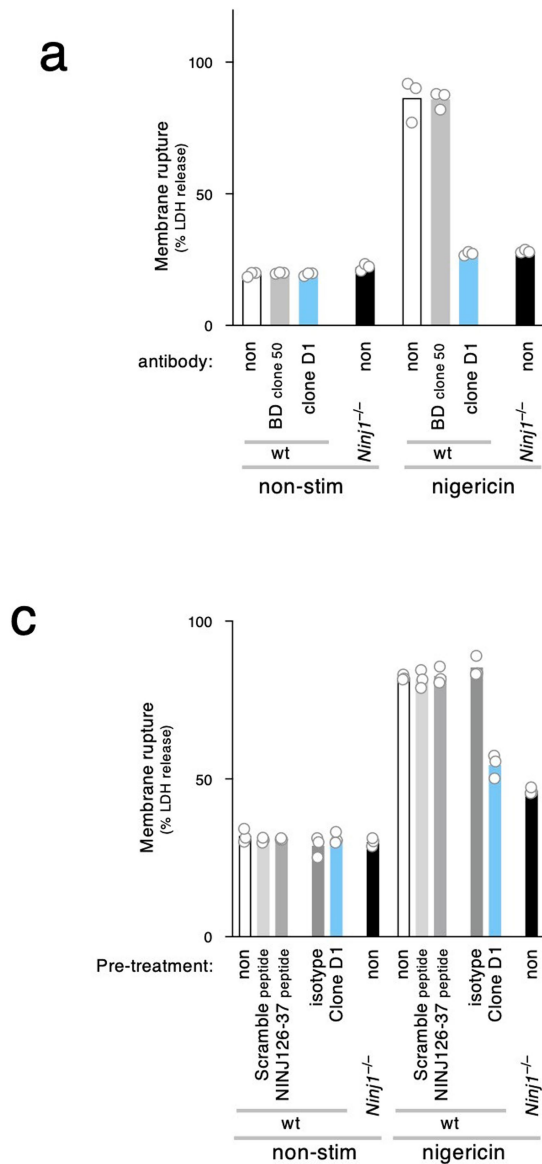 a
Membrane rupture
(% LDH release)
100
50
0
antibody:
non
BD clone 50
clone D1
non
non
BD clone 50
clone D1
non
wt
Ninj1−/−
wt
Ninj1−/−
non-stim
nigericin
c
Membrane rupture
(% LDH release)
100
50
0
Pre-treatment:
non
Scramble peptide
NINJ126-37 peptide
isotype
Clone D1
non
non
Scramble peptide
NINJ126-37 peptide
isotype
Clone D1
non
wt
Ninj1−/−
wt
Ninj1−/−
non-stim
nigericin